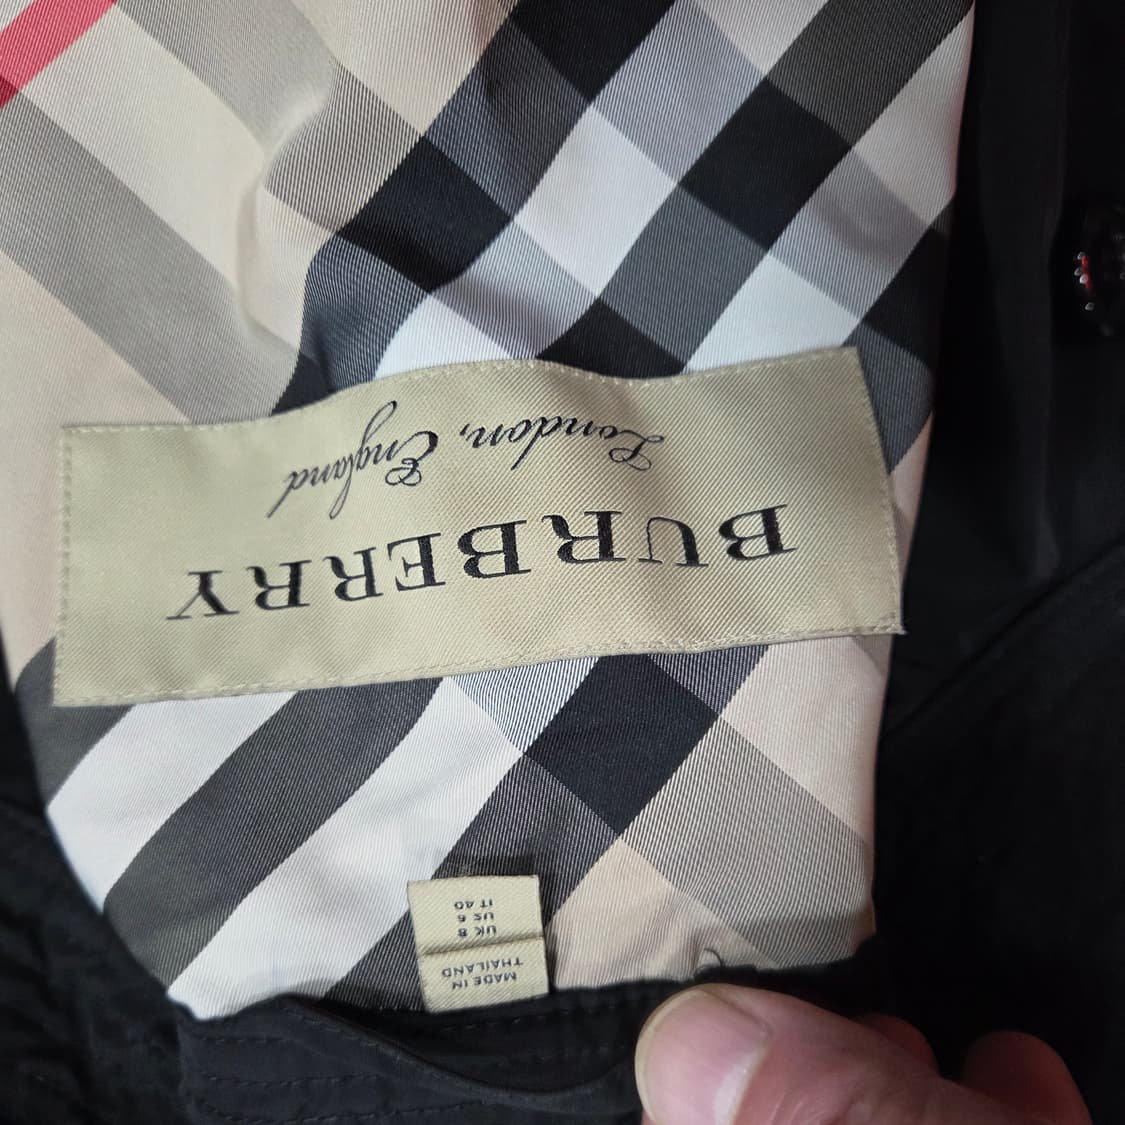 BURBERRY
London, England
MADE IN
THAILAND
UK 8
US 6
IT 40